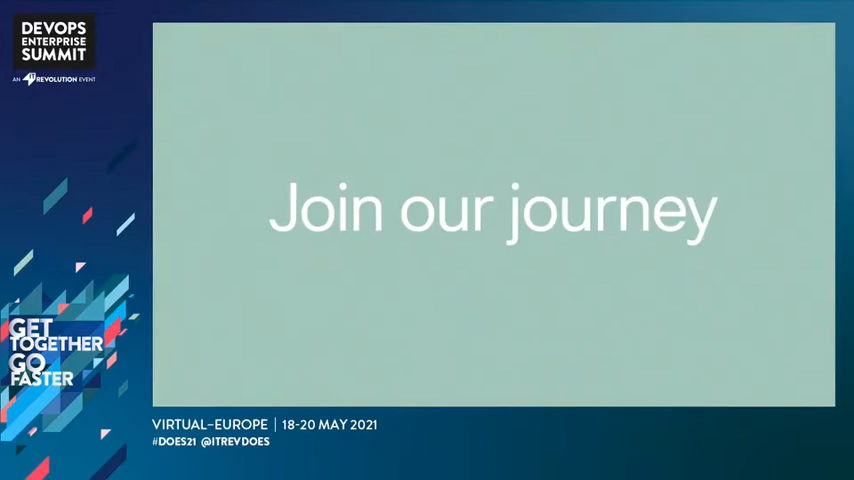 DEVOPS
ENTERPRISE
SUMMIT
AN IT REVOLUTION EVENT
Join our journey
GET
TOGETHER
GO
FASTER
VIRTUAL-EUROPE | 18-20 MAY 2021
#DOES21 @ITREVDOES